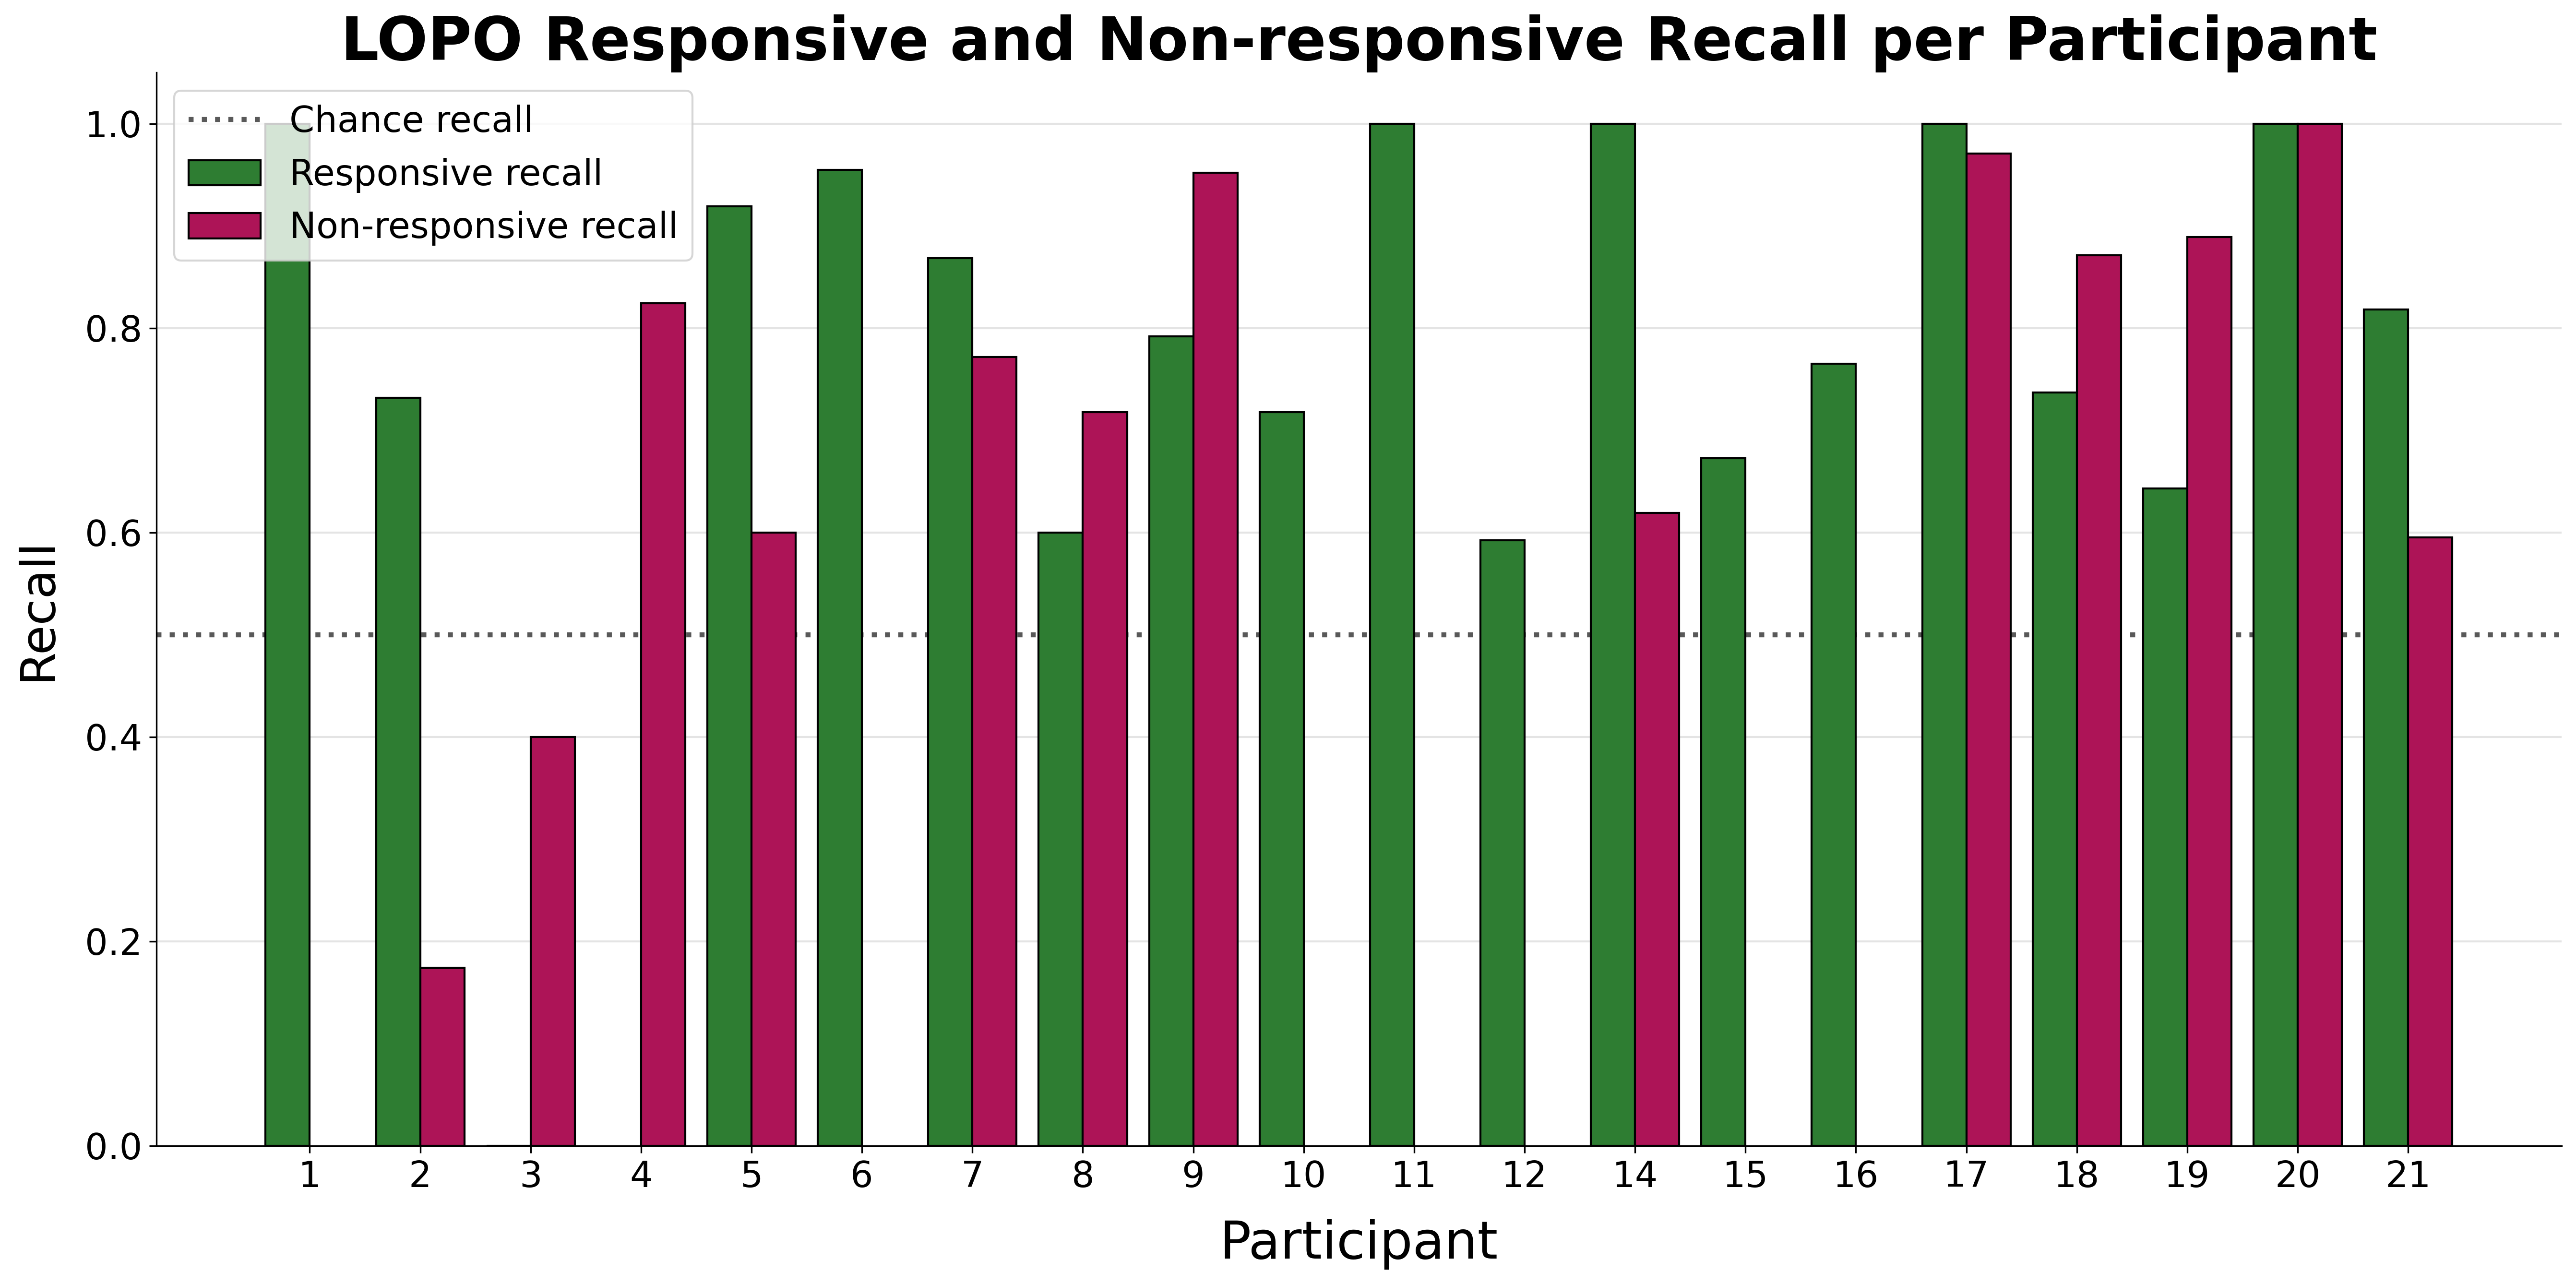 LOPO Responsive and Non-responsive Recall per Participant
Chance recall
Responsive recall
Non-responsive recall
1.0
0.8
0.6
0.4
0.2
0.0
Recall
1 2 3 4 5 6 7 8 9 10 11 12 14 15 16 17 18 19 20 21
Participant